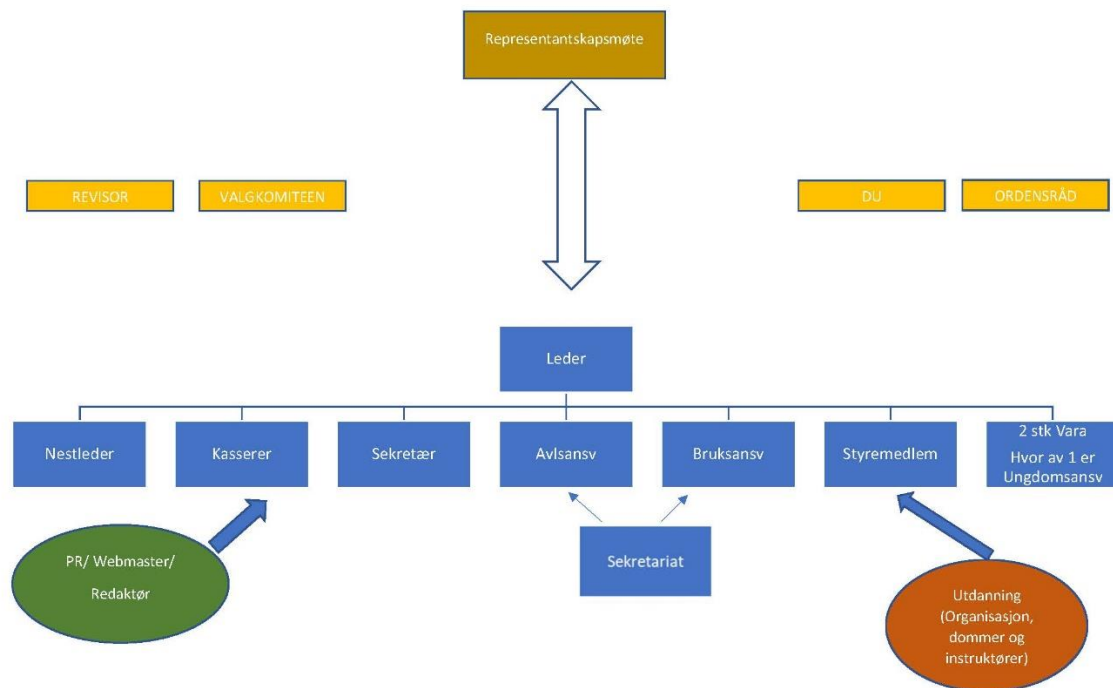 Representantskapsmøte
REVISOR
VALGKOMITEEN
DU
ORDENSRÅD
Leder
Nestleder
Kasserer
Sekretær
Avlsansv
Bruksansv
Styremedlem
2 stk Vara
Hvor av 1 er
Ungdomsansv
PR/ Webmaster/
Redaktør
Sekretariat
Utdanning
(Organisasjon,
dommer og
instruktører)